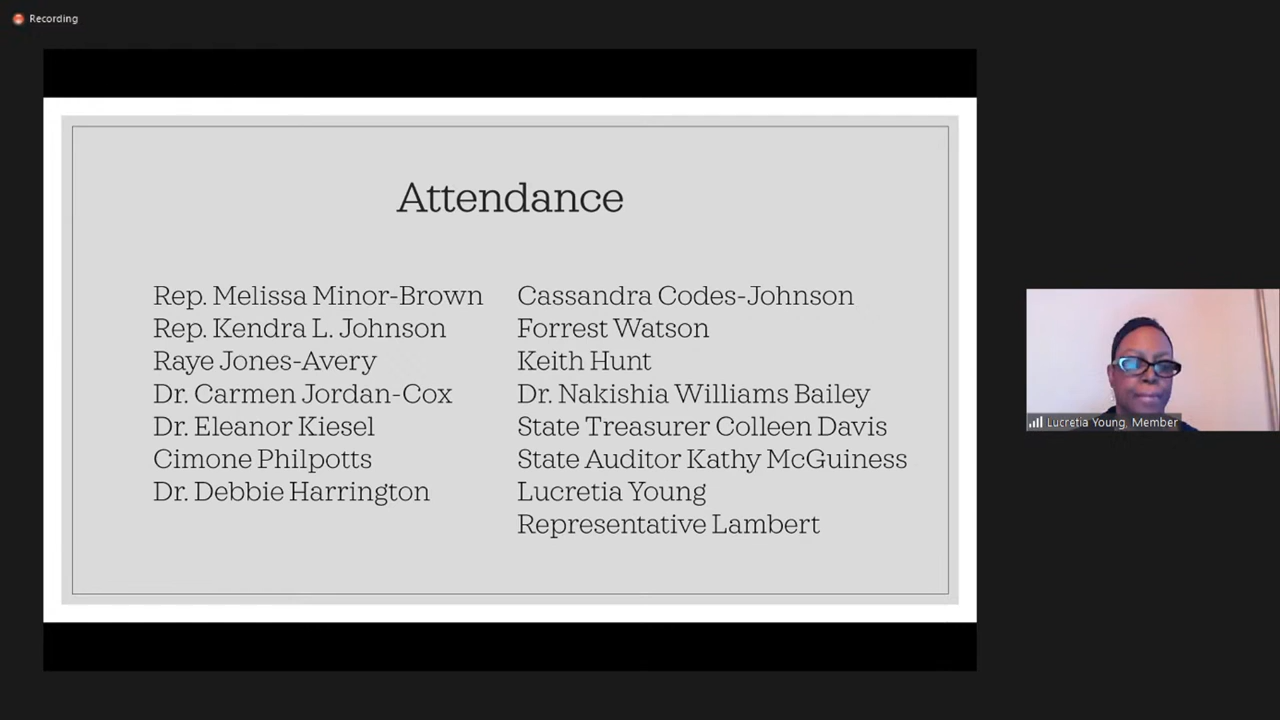 Recording
Attendance
Rep. Melissa Minor-Brown
Rep. Kendra L. Johnson
Raye Jones-Avery
Dr. Carmen Jordan-Cox
Dr. Eleanor Kiesel
Cimone Philpotts
Dr. Debbie Harrington
Cassandra Codes-Johnson
Forrest Watson
Keith Hunt
Dr. Nakishia Williams Bailey
State Treasurer Colleen Davis
State Auditor Kathy McGuiness
Lucretia Young
Representative Lambert
Lucretia Young, Member